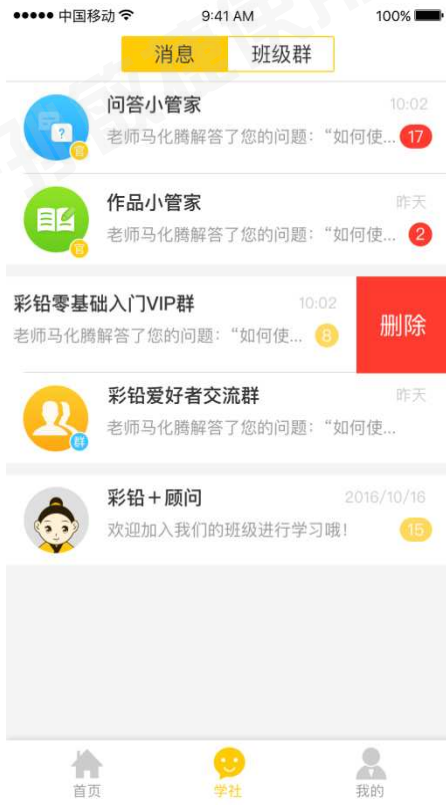 中国移动 9:41 AM 100%
消息 班级群
问答小管家 10:02
老师马化腾解答了您的问题：“如何使... 17
官
作品小管家 昨天
老师马化腾解答了您的问题：“如何使... 2
官
彩铅零基础入门VIP群 10:02
老师马化腾解答了您的问题：“如何使... 8
删除
彩铅爱好者交流群 昨天
老师马化腾解答了您的问题：“如何使...
群
彩铅＋顾问 2016/10/16
欢迎加入我们的班级进行学习哦！ 15
首页 学社 我的